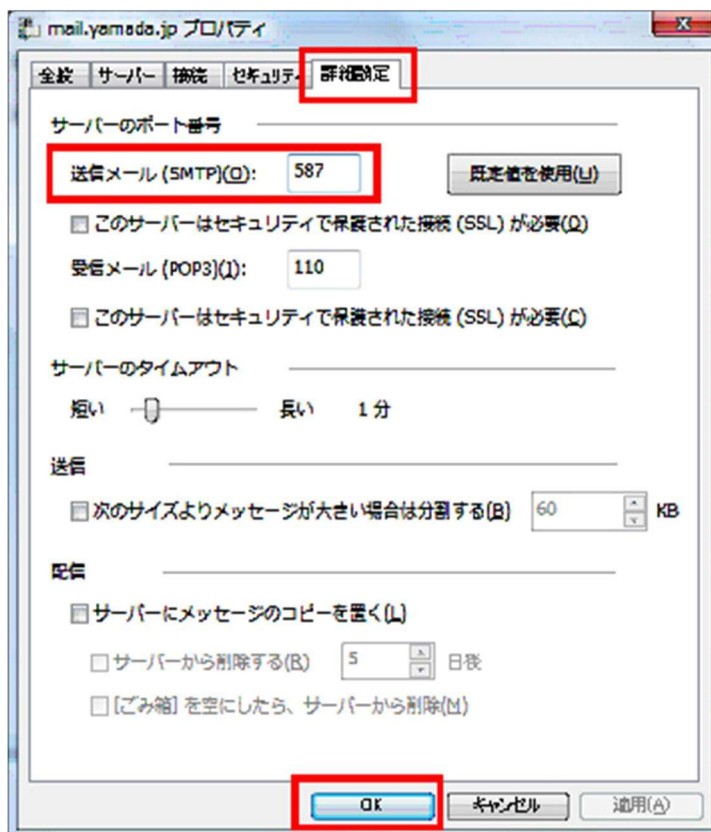 mail.yamada.jp プロパティ
全般 サーバー 接続 セキュリティ 詳細設定
サーバーのポート番号
送信メール (SMTP)(O): 587 既定値を使用(U)
このサーバーはセキュリティで保護された接続 (SSL) が必要(Q)
受信メール (POP3)(I): 110
このサーバーはセキュリティで保護された接続 (SSL) が必要(C)
サーバーのタイムアウト
短い 長い 1 分
送信
次のサイズよりメッセージが大きい場合は分割する(B) 60 KB
配信
サーバーにメッセージのコピーを置く(L)
サーバーから削除する(R) 5 日後
[ごみ箱] を空にしたら、サーバーから削除(M)
OK キャンセル 適用(A)